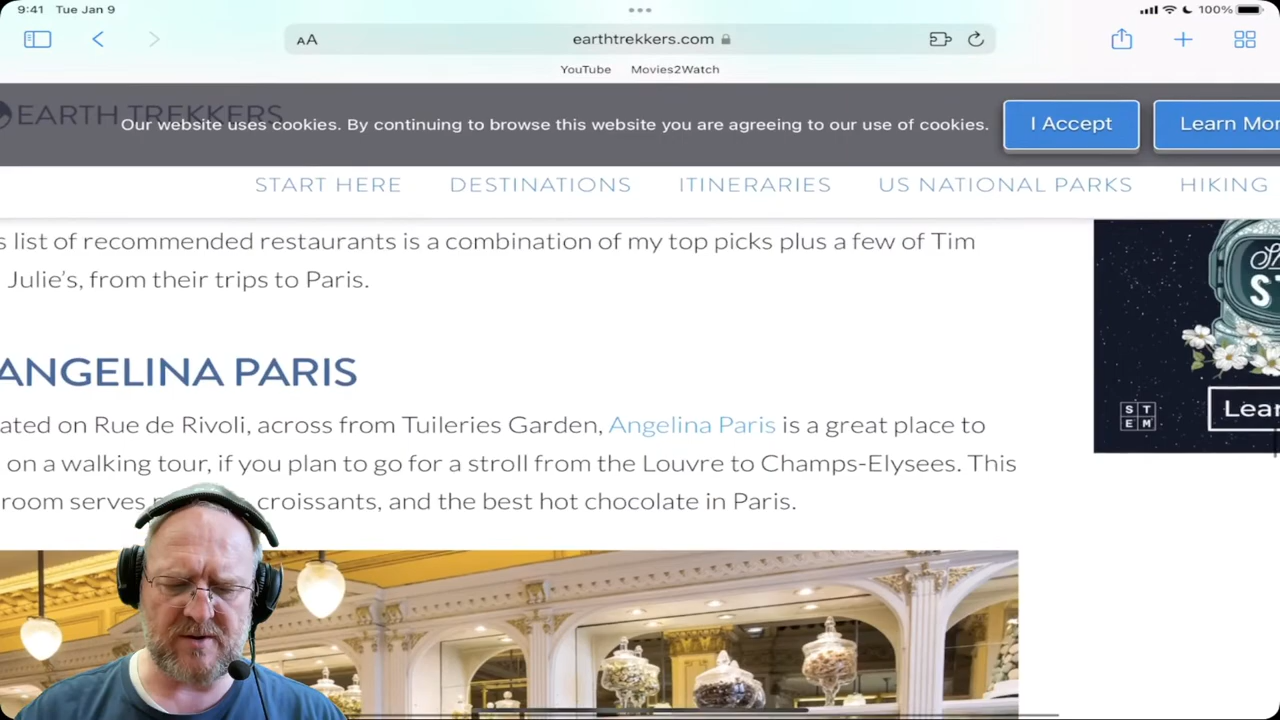 9:41 Tue Jan 9
100%
AA
earthtrekkers.com
YouTube Movies2Watch
EARTH TREKKERS
Our website uses cookies. By continuing to browse this website you are agreeing to our use of cookies.
I Accept
Learn Mor
START HERE DESTINATIONS ITINERARIES US NATIONAL PARKS HIKING
s list of recommended restaurants is a combination of my top picks plus a few of Tim
Julie’s, from their trips to Paris.
ANGELINA PARIS
ated on Rue de Rivoli, across from Tuileries Garden, Angelina Paris is a great place to
on a walking tour, if you plan to go for a stroll from the Louvre to Champs-Elysees. This
room serves croissants, and the best hot chocolate in Paris.
ST
STEM
Lear